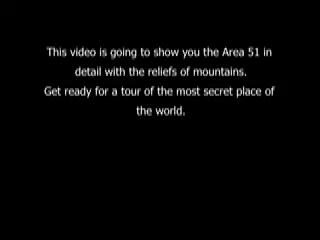 This video is going to show you the Area 51 in
detail with the reliefs of mountains.
Get ready for a tour of the most secret place of
the world.